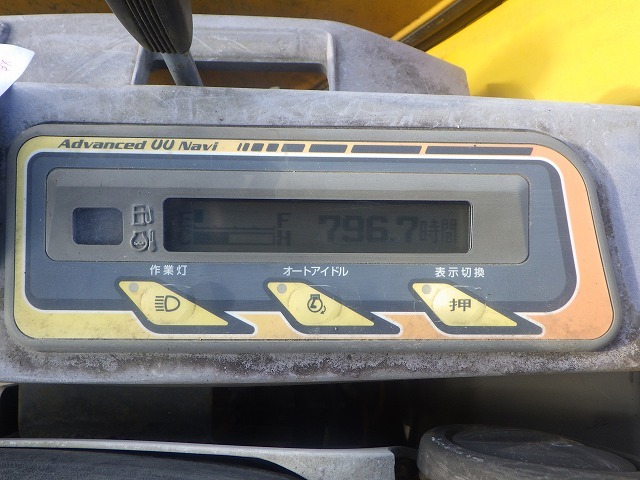 Advanced UU Navi
E F
C H
796.7時間
作業灯
オートアイドル
表示切換
押